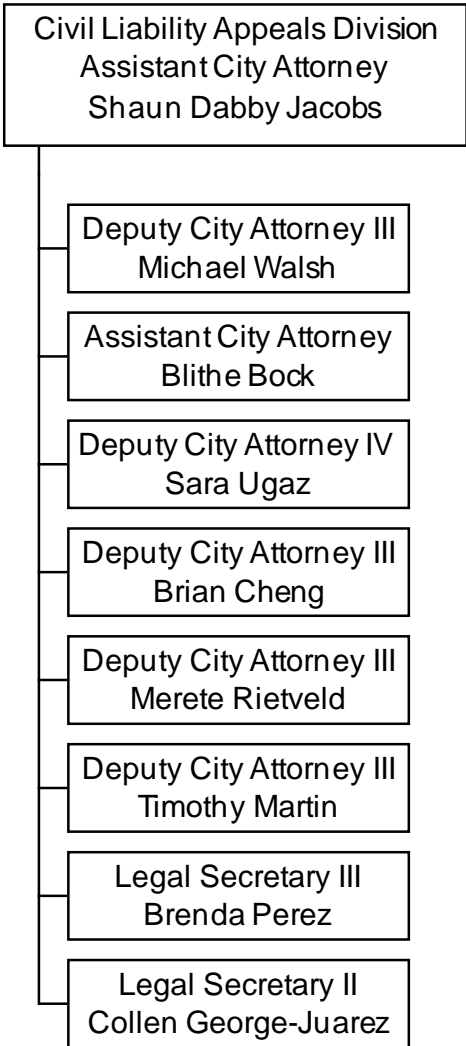 Civil Liability Appeals Division
Assistant City Attorney
Shaun Dabby Jacobs
Deputy City Attorney III
Michael Walsh
Assistant City Attorney
Blithe Bock
Deputy City Attorney IV
Sara Ugaz
Deputy City Attorney III
Brian Cheng
Deputy City Attorney III
Merete Rietveld
Deputy City Attorney III
Timothy Martin
Legal Secretary III
Brenda Perez
Legal Secretary II
Collen George-Juarez